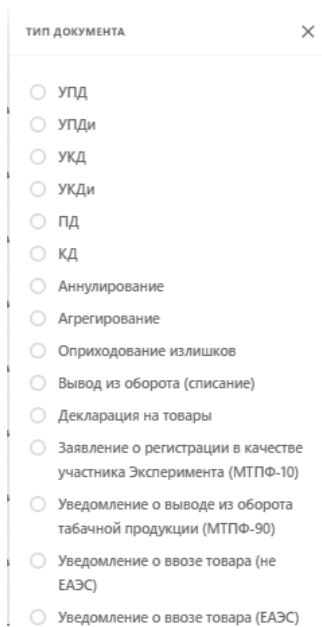 ТИП ДОКУМЕНТА
УПД
УПДи
УКД
УКДи
ПД
КД
Аннулирование
Агрегирование
Оприходование излишков
Вывод из оборота (списание)
Декларация на товары
Заявление о регистрации в качестве
участника Эксперимента (МТПФ-10)
Уведомление о выводе из оборота
табачной продукции (МТПФ-90)
Уведомление о ввозе товара (не
ЕАЭС)
Уведомление о ввозе товара (ЕАЭС)